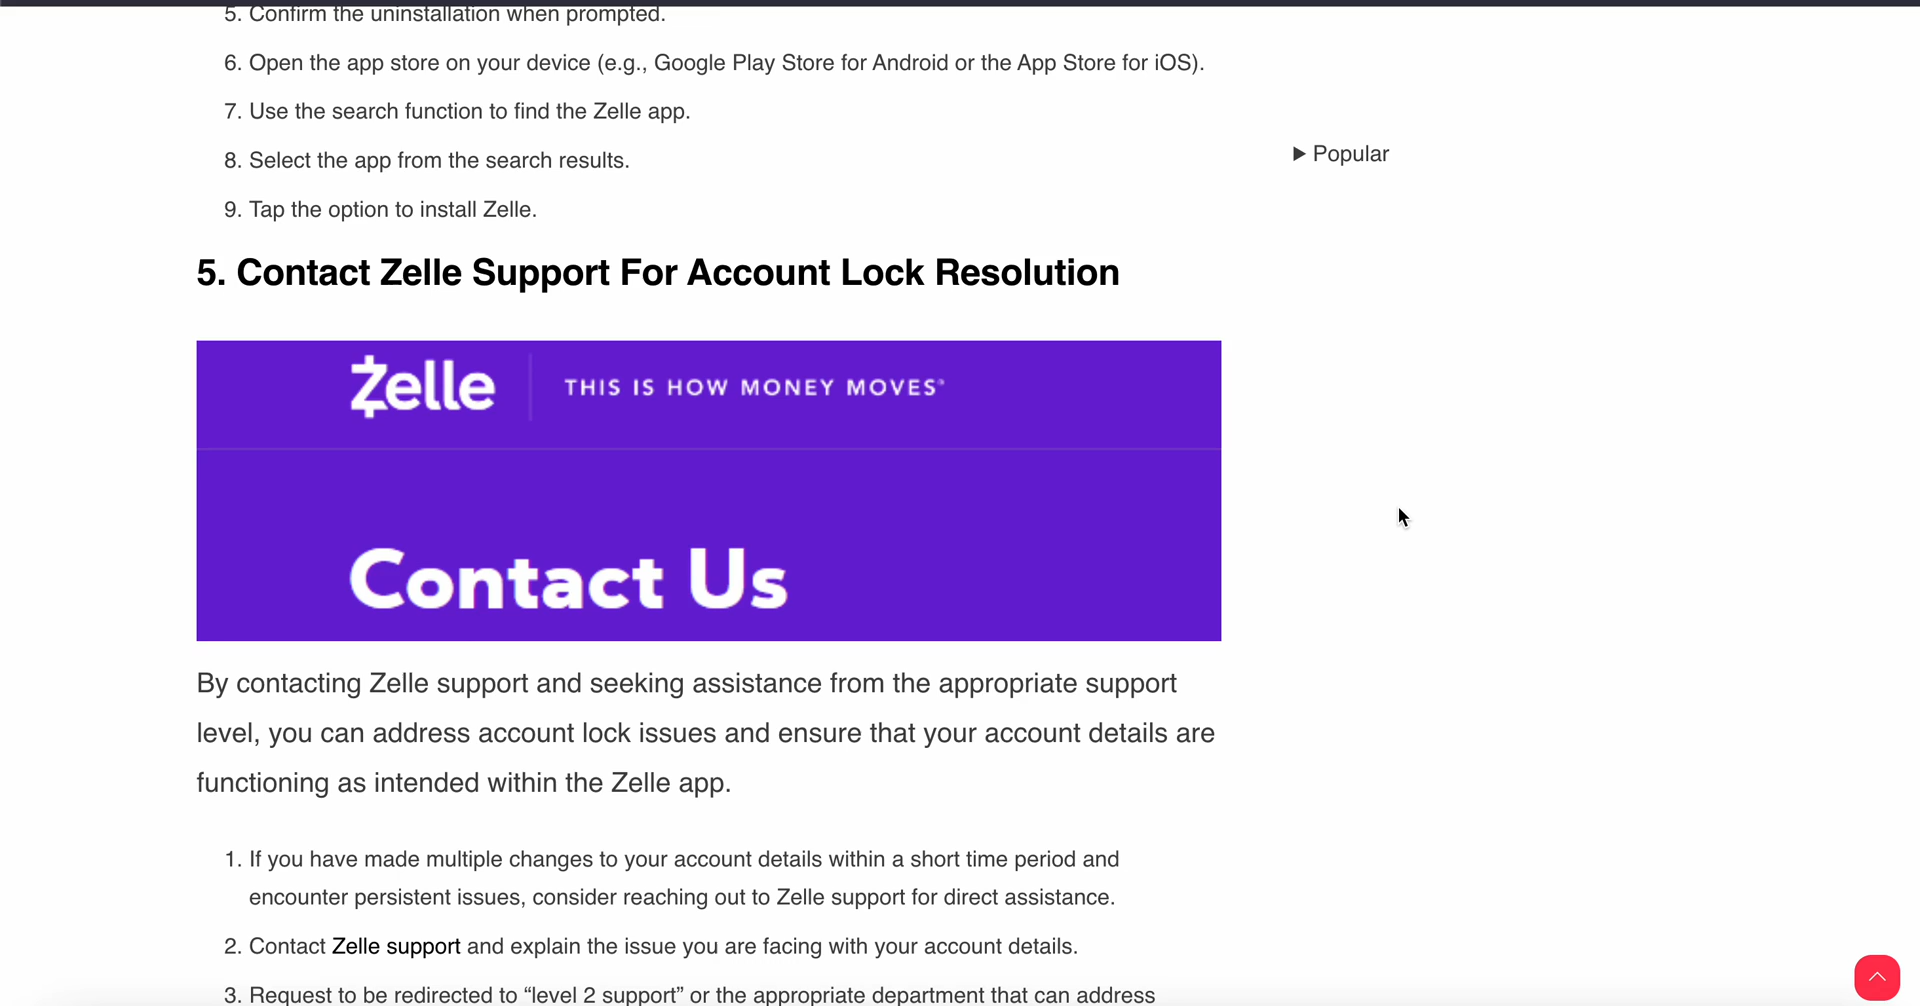 5. Confirm the uninstallation when prompted.
6. Open the app store on your device (e.g., Google Play Store for Android or the App Store for iOS).
7. Use the search function to find the Zelle app.
8. Select the app from the search results.
9. Tap the option to install Zelle.
▶ Popular
5. Contact Zelle Support For Account Lock Resolution
Zelle THIS IS HOW MONEY MOVES®
Contact Us
By contacting Zelle support and seeking assistance from the appropriate support
level, you can address account lock issues and ensure that your account details are
functioning as intended within the Zelle app.
1. If you have made multiple changes to your account details within a short time period and
encounter persistent issues, consider reaching out to Zelle support for direct assistance.
2. Contact Zelle support and explain the issue you are facing with your account details.
3. Request to be redirected to “level 2 support” or the appropriate department that can address